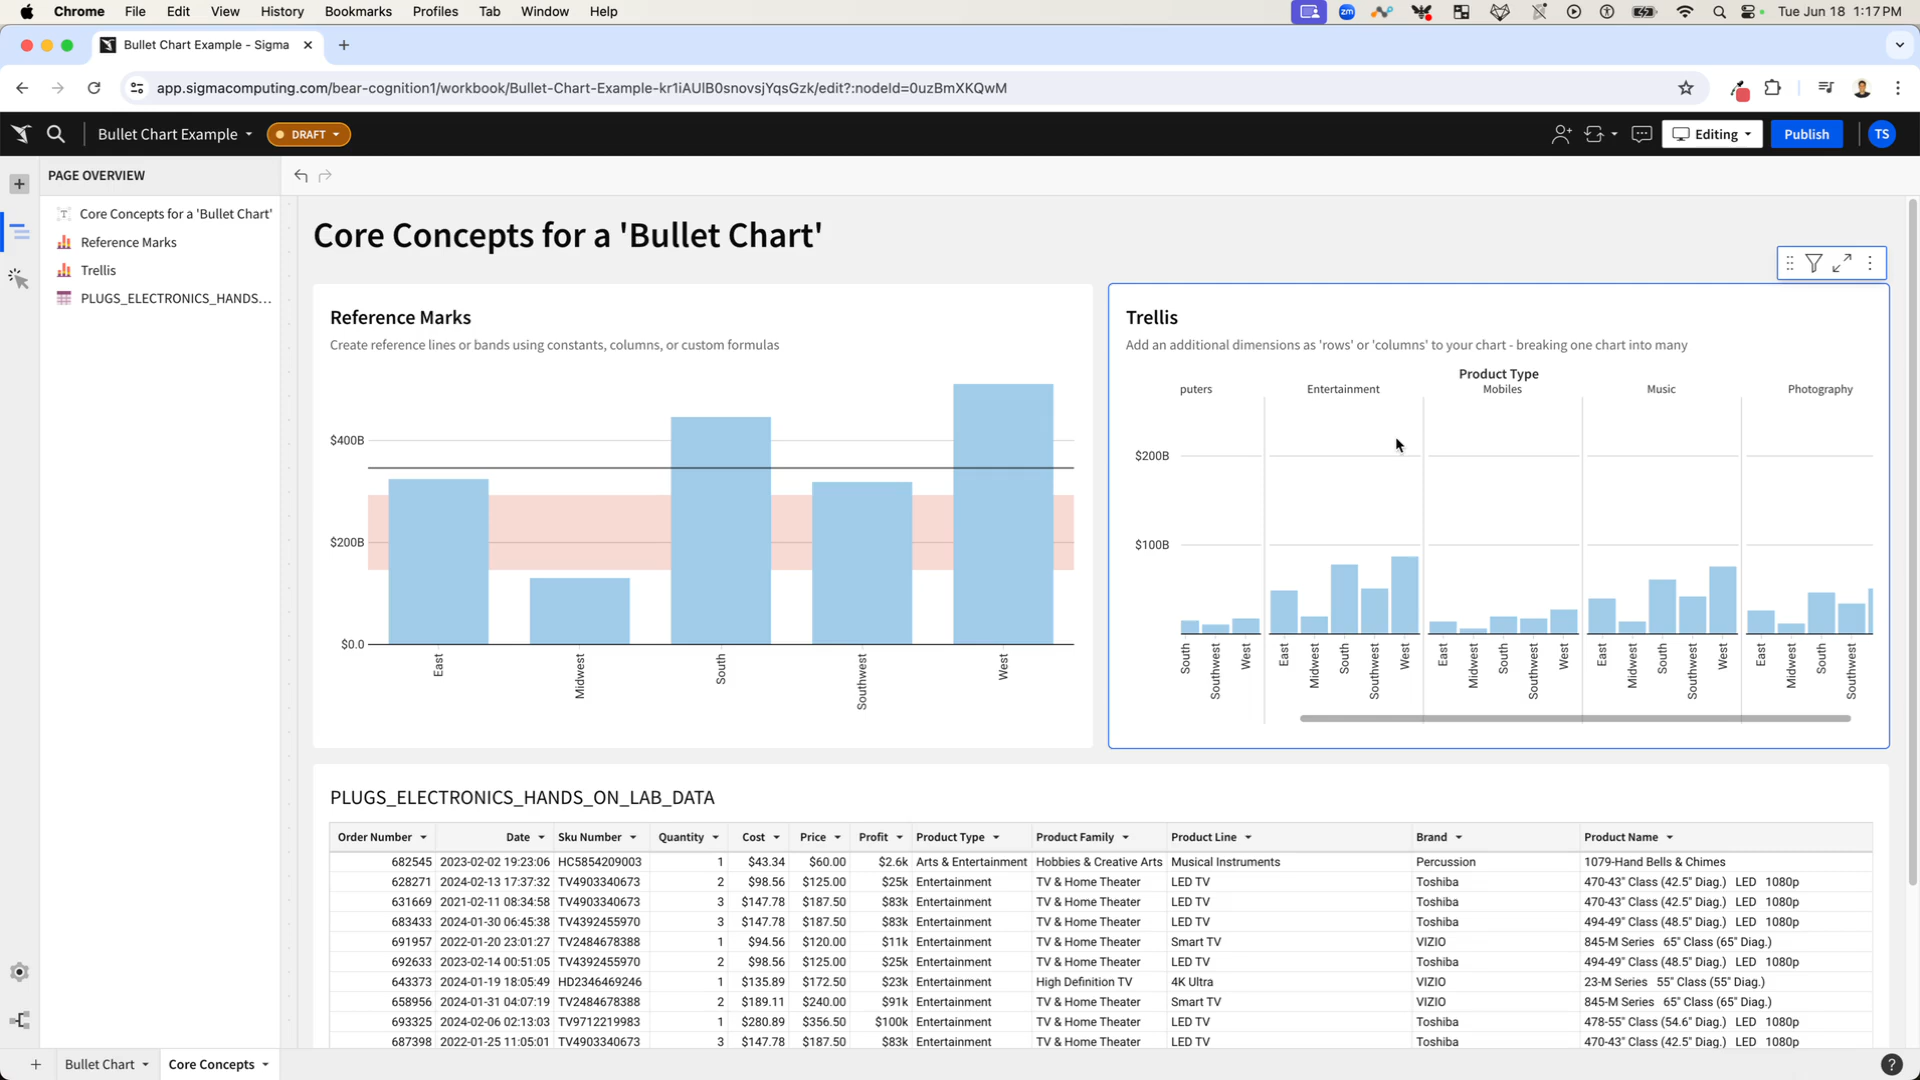 Chrome File Edit View History Bookmarks Profiles Tab Window Help
zm
Tue Jun 18 1:17 PM
Bullet Chart Example - Sigma
app.sigmacomputing.com/bear-cognition1/workbook/Bullet-Chart-Example-kr1iAUlB0snovsjYqsGzk/edit?:nodeId=0uzBmXKQwM
Bullet Chart Example
DRAFT
Editing
Publish
TS
PAGE OVERVIEW
Core Concepts for a 'Bullet Chart'
Reference Marks
Trellis
PLUGS_ELECTRONICS_HANDS...
Core Concepts for a 'Bullet Chart'
Reference Marks
Create reference lines or bands using constants, columns, or custom formulas
$400B
$200B
$0.0
East Midwest South Southwest West
Trellis
Add an additional dimensions as 'rows' or 'columns' to your chart - breaking one chart into many
Product Type
puters Entertainment Mobiles Music Photography
$200B
$100B
South Southwest West East Midwest South Southwest West East Midwest South Southwest West East Midwest South Southwest West East Midwest South Southwest
PLUGS_ELECTRONICS_HANDS_ON_LAB_DATA
Order Number Date Sku Number Quantity Cost Price Profit Product Type Product Family Product Line Brand Product Name
682545 2023-02-02 19:23:06 HC5854209003 1 $43.34 $60.00 $2.6k Arts & Entertainment Hobbies & Creative Arts Musical Instruments Percussion 1079-Hand Bells & Chimes
628271 2024-02-13 17:37:32 TV4903340673 2 $98.56 $125.00 $25k Entertainment TV & Home Theater LED TV Toshiba 470-43" Class (42.5" Diag.) LED 1080p
631669 2021-02-11 08:34:58 TV4903340673 3 $147.78 $187.50 $83k Entertainment TV & Home Theater LED TV Toshiba 470-43" Class (42.5" Diag.) LED 1080p
683433 2024-01-30 06:45:38 TV4392455970 3 $147.78 $187.50 $83k Entertainment TV & Home Theater LED TV Toshiba 494-49" Class (48.5" Diag.) LED 1080p
691957 2022-01-20 23:01:27 TV2484678388 1 $94.56 $120.00 $11k Entertainment TV & Home Theater Smart TV VIZIO 845-M Series 65" Class (65" Diag.)
692633 2023-02-14 00:51:05 TV4392455970 2 $98.56 $125.00 $25k Entertainment TV & Home Theater LED TV Toshiba 494-49" Class (48.5" Diag.) LED 1080p
643373 2024-01-19 18:05:49 HD2346469246 1 $135.89 $172.50 $23k Entertainment High Definition TV 4K Ultra VIZIO 23-M Series 55" Class (55" Diag.)
658956 2024-01-31 04:07:19 TV2484678388 2 $189.11 $240.00 $91k Entertainment TV & Home Theater Smart TV VIZIO 845-M Series 65" Class (65" Diag.)
693325 2024-02-06 02:13:03 TV9712219983 1 $280.89 $356.50 $100k Entertainment TV & Home Theater LED TV Toshiba 478-55" Class (54.6" Diag.) LED 1080p
687398 2022-01-25 11:05:01 TV4903340673 3 $147.78 $187.50 $83k Entertainment TV & Home Theater LED TV Toshiba 470-43" Class (42.5" Diag.) LED 1080p
Bullet Chart Core Concepts